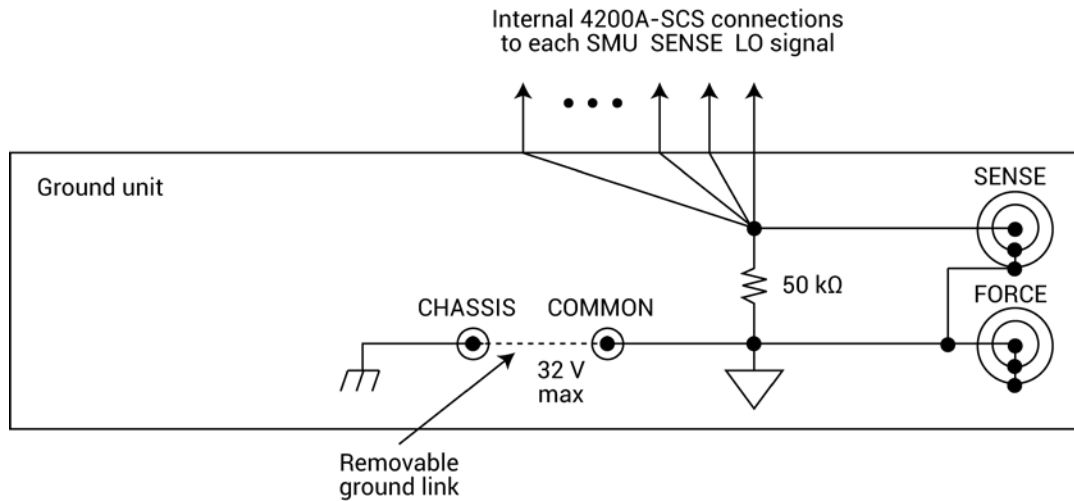 Internal 4200A-SCS connections
to each SMU SENSE LO signal
Ground unit
SENSE
50 kΩ
FORCE
CHASSIS
COMMON
32 V
max
Removable
ground link